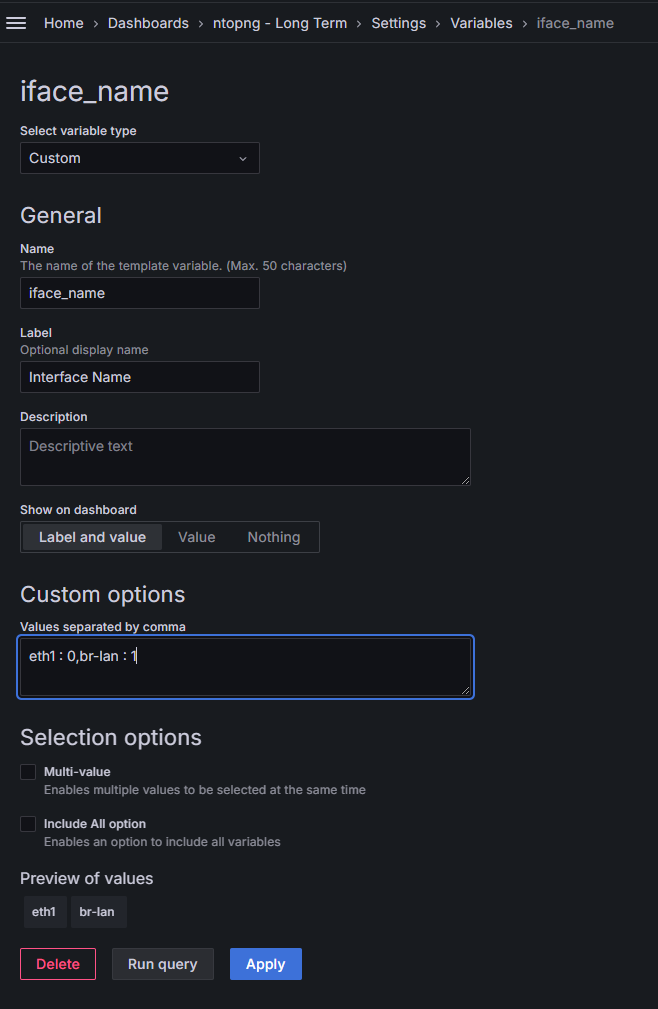 Home > Dashboards > ntopng - Long Term > Settings > Variables > iface_name
iface_name
Select variable type
Custom
General
Name
The name of the template variable. (Max. 50 characters)
iface_name
Label
Optional display name
Interface Name
Description
Descriptive text
Show on dashboard
Label and value Value Nothing
Custom options
Values separated by comma
eth1 : 0,br-lan : 1
Selection options
Multi-value
Enables multiple values to be selected at the same time
Include All option
Enables an option to include all variables
Preview of values
eth1 br-lan
Delete Run query Apply